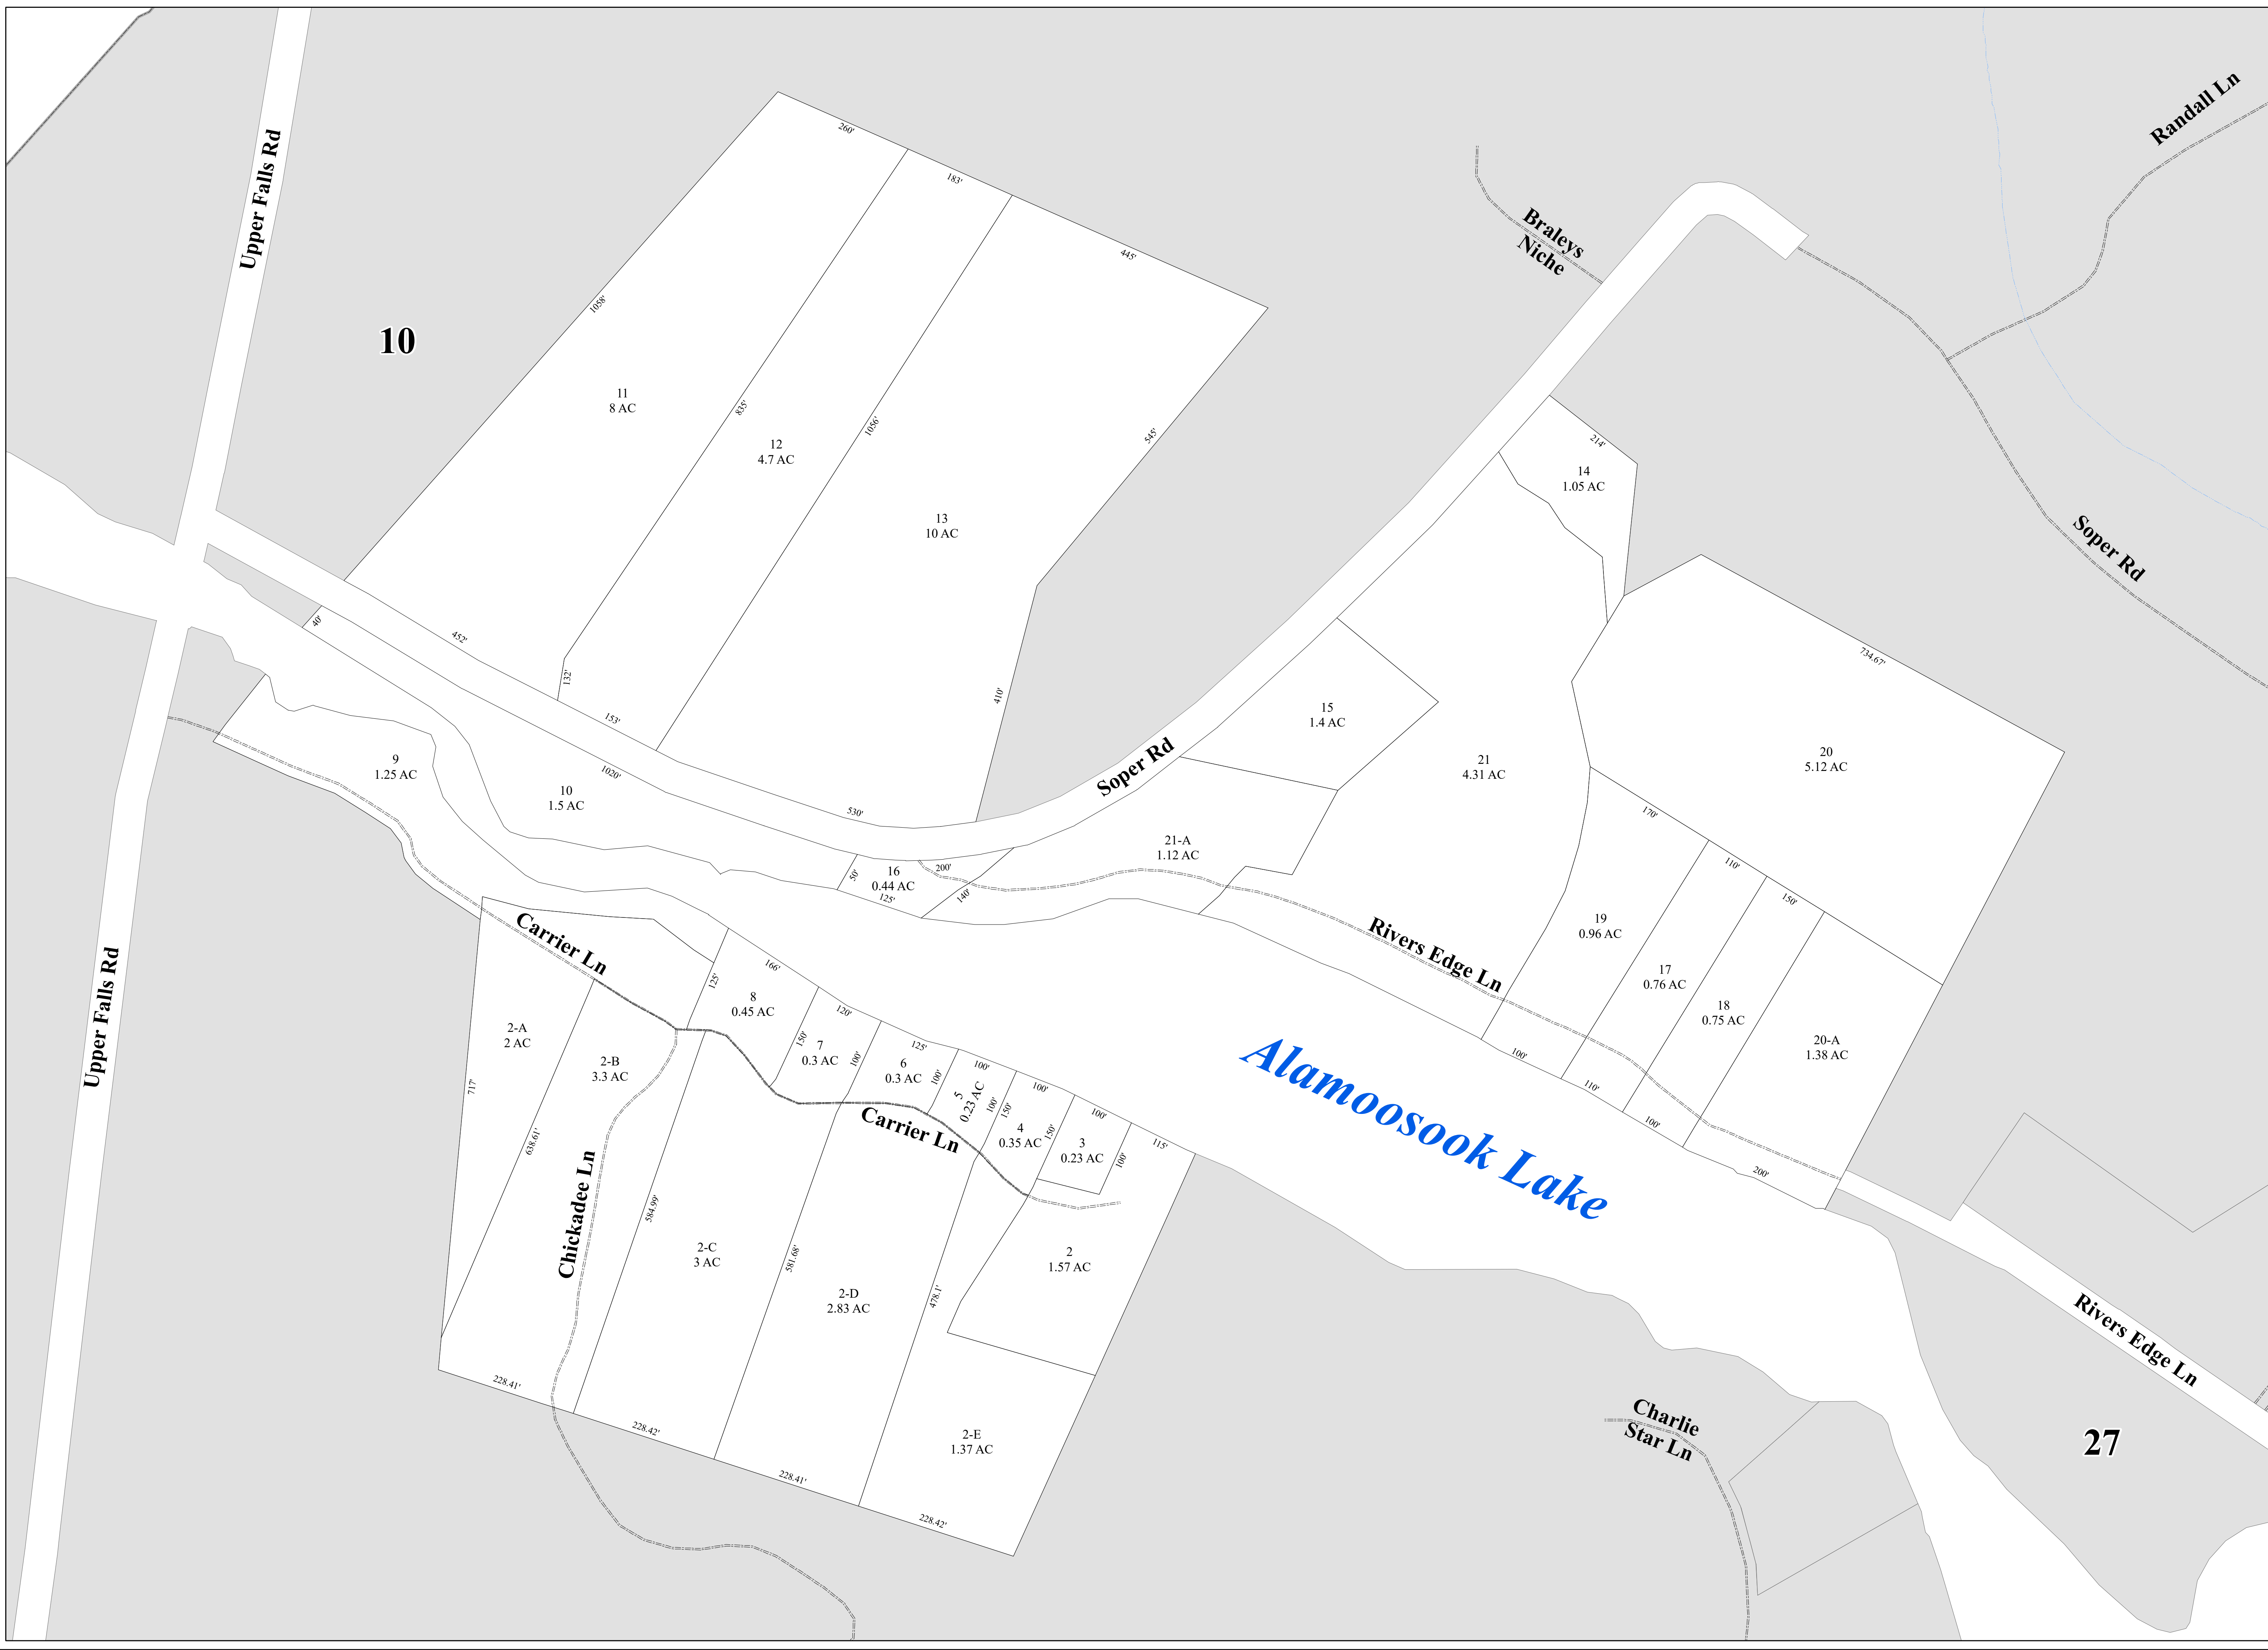 Randall Ln
Upper Falls Rd
260'
183'
445'
Braleys
Niche
1058'
10
11
8 AC
835'
12
4.7 AC
1056'
545'
13
10 AC
214'
14
1.05 AC
Soper Rd
40'
452'
132'
153'
410'
734.67'
15
1.4 AC
9
1.25 AC
10
1.5 AC
1020'
530'
Soper Rd
21
4.31 AC
20
5.12 AC
170'
110'
150'
21-A
1.12 AC
16
0.44 AC
50'
200'
125'
140'
Carrier Ln
Rivers Edge Ln
19
0.96 AC
17
0.76 AC
18
0.75 AC
20-A
1.38 AC
Upper Falls Rd
2-A
2 AC
2-B
3.3 AC
125'
166'
8
0.45 AC
150'
120'
7
0.3 AC
100'
125'
6
0.3 AC
100'
100'
5
0.23 AC
100'
150'
100'
4
0.35 AC
150'
100'
3
0.23 AC
100'
115'
Carrier Ln
Alamoosook Lake
100'
110'
100'
200'
717'
638.61'
Chickadee Ln
584.99'
2-C
3 AC
581.68'
2-D
2.83 AC
478.1'
2
1.57 AC
2-E
1.37 AC
228.41'
228.42'
228.41'
228.42'
Rivers Edge Ln
Charlie
Star Ln
27